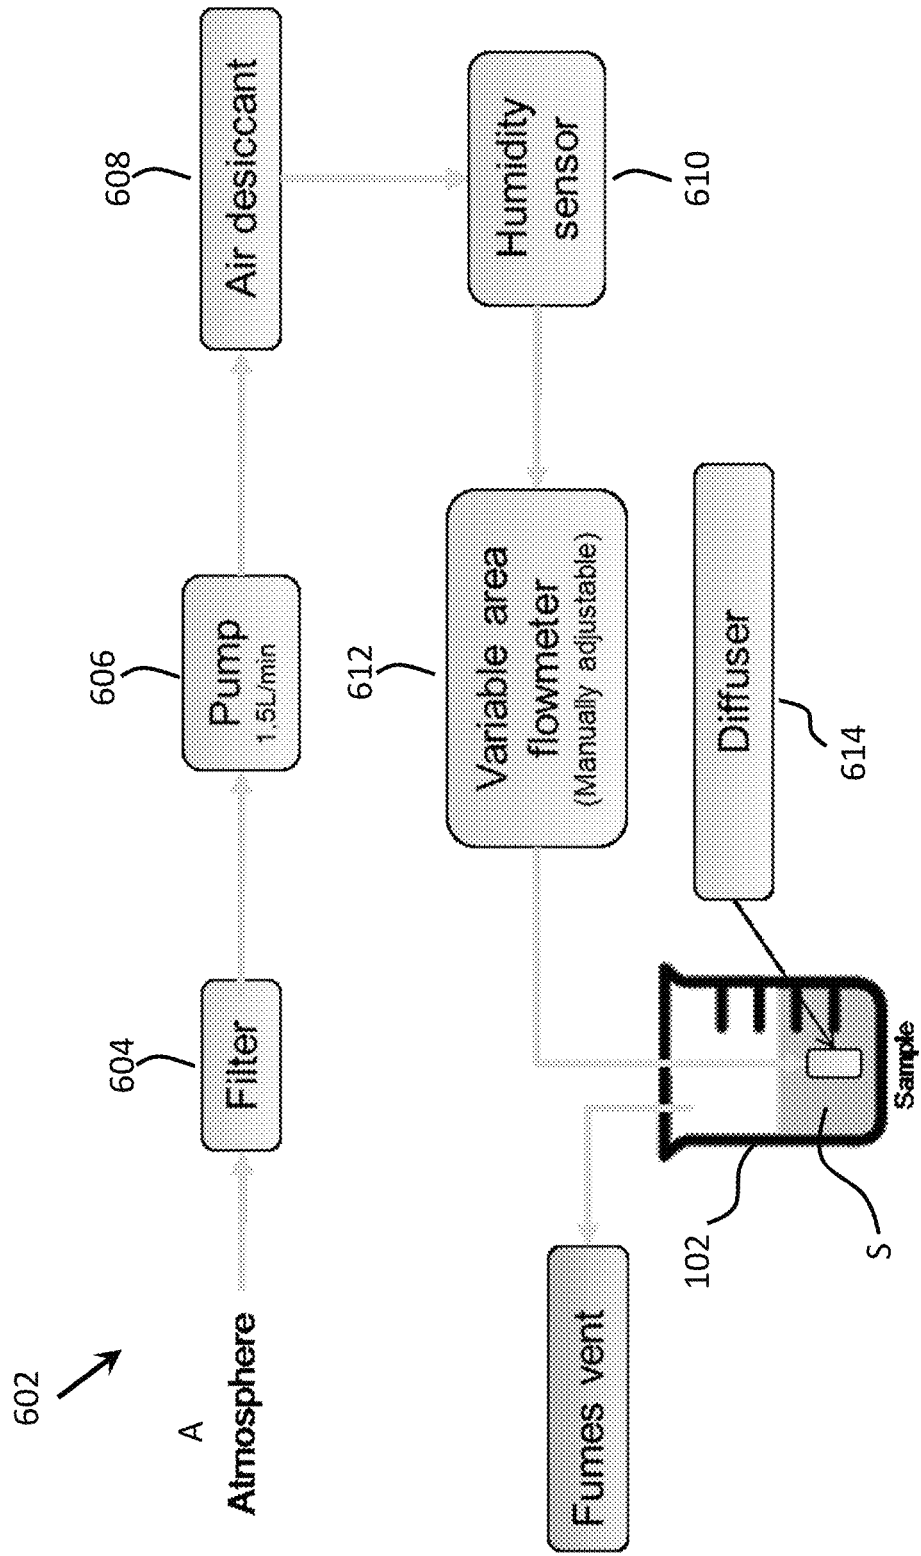 602
A
Atmosphere
604
Filter
606
Pump
1.5L/min
608
Air desiccant
Humidity
sensor
610
612
Variable area
flowmeter
(Manually adjustable)
Diffuser
614
Fumes vent
102
S
Sample